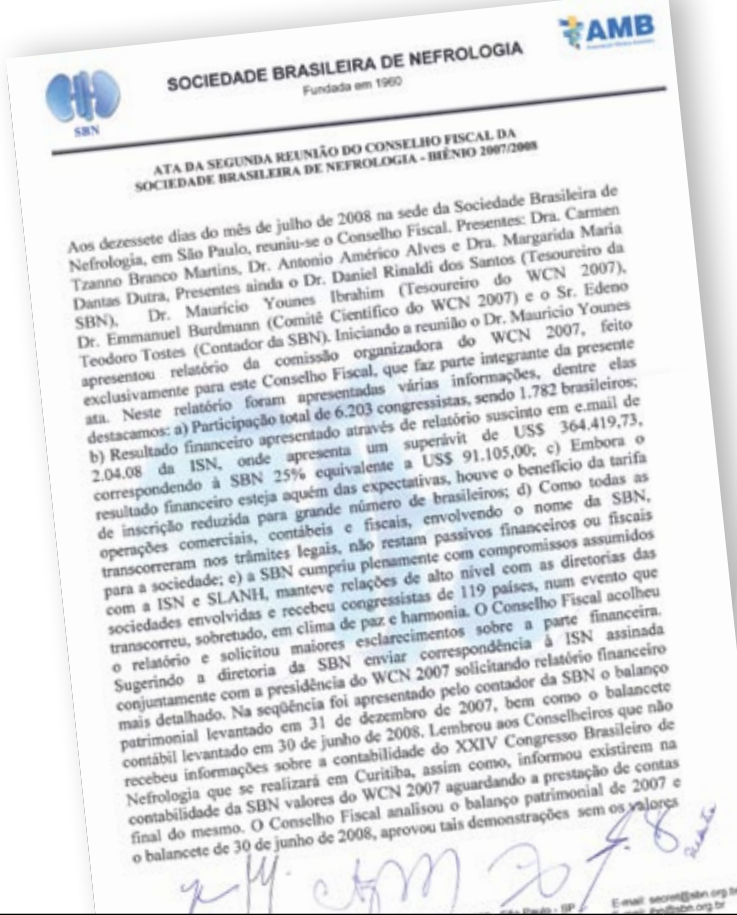 AMB
SOCIEDADE BRASILEIRA DE NEFROLOGIA
Fundada em 1960
SBN
ATA DA SEGUNDA REUNIÃO DO CONSELHO FISCAL DA
SOCIEDADE BRASILEIRA DE NEFROLOGIA - BIÊNIO 2007/2008
Aos dezessete dias do mês de julho de 2008 na sede da Sociedade Brasileira de
Nefrologia, em São Paulo, reuniu-se o Conselho Fiscal. Presentes: Dra. Carmen
Tzanno Branco Martins, Dr. Antonio Américo Alves e Dra. Margarida Maria
Dantas Dutra, Presentes ainda o Dr. Daniel Rinaldi dos Santos (Tesoureiro da
SBN), Dr. Mauricio Younes Ibrahim (Tesoureiro do WCN 2007),
Dr. Emmanuel Burdmann (Comitê Científico do WCN 2007) e o Sr. Edeno
Teodoro Tostes (Contador da SBN). Iniciando a reunião o Dr. Mauricio Younes
apresentou relatório da comissão organizadora do WCN 2007, feito
exclusivamente para este Conselho Fiscal, que faz parte integrante da presente
ata. Neste relatório foram apresentadas várias informações, dentre elas
destacamos: a) Participação total de 6.203 congressistas, sendo 1.782 brasileiros;
b) Resultado financeiro apresentado através de relatório suscinto em e.mail de
2.04.08 da ISN, onde apresenta um superávit de US$ 364.419,73,
correspondendo à SBN 25% equivalente a US$ 91.105,00; c) Embora o
resultado financeiro esteja aquém das expectativas, houve o benefício da tarifa
de inscrição reduzida para grande número de brasileiros; d) Como todas as
operações comerciais, contábeis e fiscais, envolvendo o nome da SBN,
transcorreram nos trâmites legais, não restam passivos financeiros ou fiscais
para a sociedade; e) a SBN cumpriu plenamente com compromissos assumidos
com a ISN e SLANH, manteve relações de alto nível com as diretorias das
sociedades envolvidas e recebeu congressistas de 119 países, num evento que
transcorreu, sobretudo, em clima de paz e harmonia. O Conselho Fiscal acolheu
o relatório e solicitou maiores esclarecimentos sobre a parte financeira.
Sugerindo a diretoria da SBN enviar correspondência à ISN assinada
conjuntamente com a presidência do WCN 2007 solicitando relatório financeiro
mais detalhado. Na seqüência foi apresentado pelo contador da SBN o balanço
patrimonial levantado em 31 de dezembro de 2007, bem como o balancete
contábil levantado em 30 de junho de 2008. Lembrou aos Conselheiros que não
recebeu informações sobre a contabilidade do XXIV Congresso Brasileiro de
Nefrologia que se realizará em Curitiba, assim como, informou existirem na
contabilidade da SBN valores do WCN 2007 aguardando a prestação de contas
final do mesmo. O Conselho Fiscal analisou o balanço patrimonial de 2007 e
o balancete de 30 de junho de 2008, aprovou tais demonstrações sem os valores
São Paulo - SP
E-mail: secret@sbn.org.br